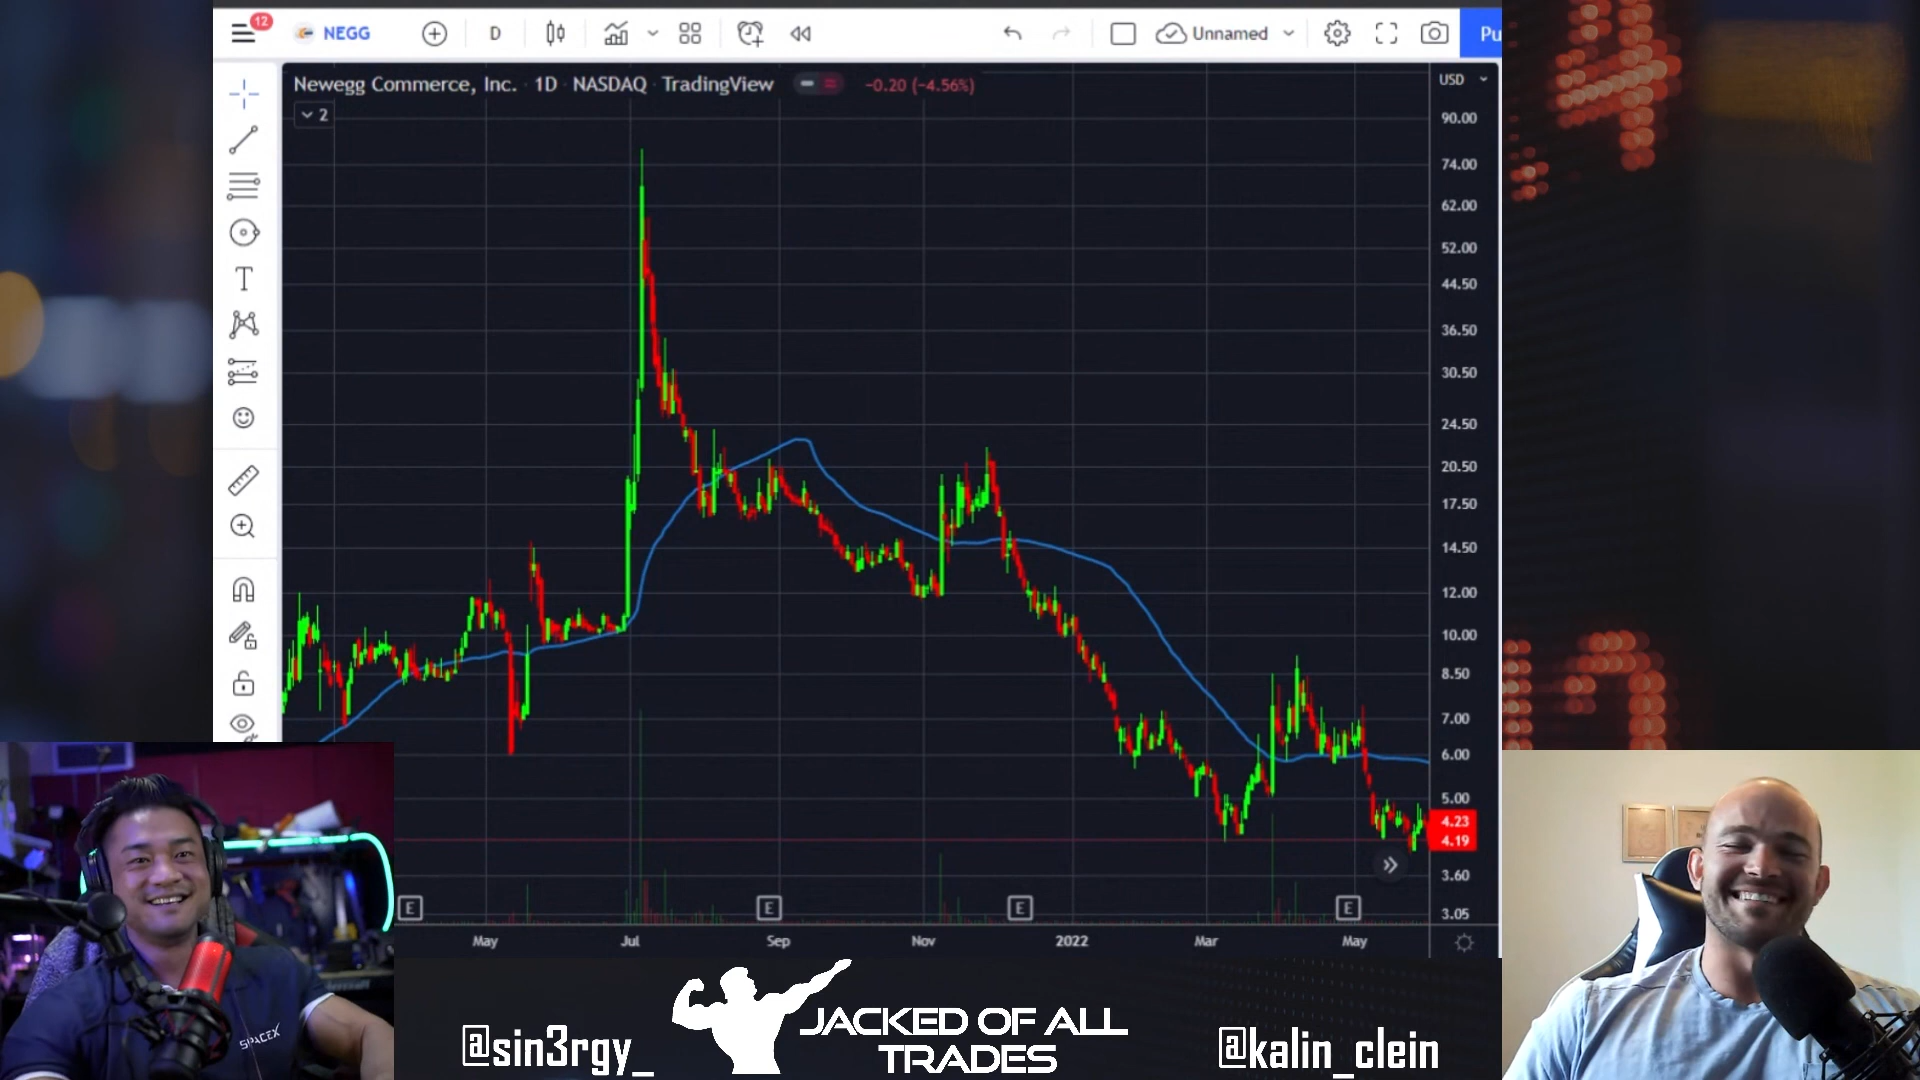 12
NEGG
D
Unnamed
Pu
Newegg Commerce, Inc. · 1D · NASDAQ · TradingView
−0.20 (−4.56%)
2
USD
90.00
74.00
62.00
52.00
44.50
36.50
30.50
24.50
20.50
17.50
14.50
12.00
10.00
8.50
7.00
6.00
5.00
4.23
4.19
3.60
3.05
E
E
E
E
May
Jul
Sep
Nov
2022
Mar
May
4
SPACEX
@sin3rgy_
JACKED OF ALL
TRADES
@kalin_clein